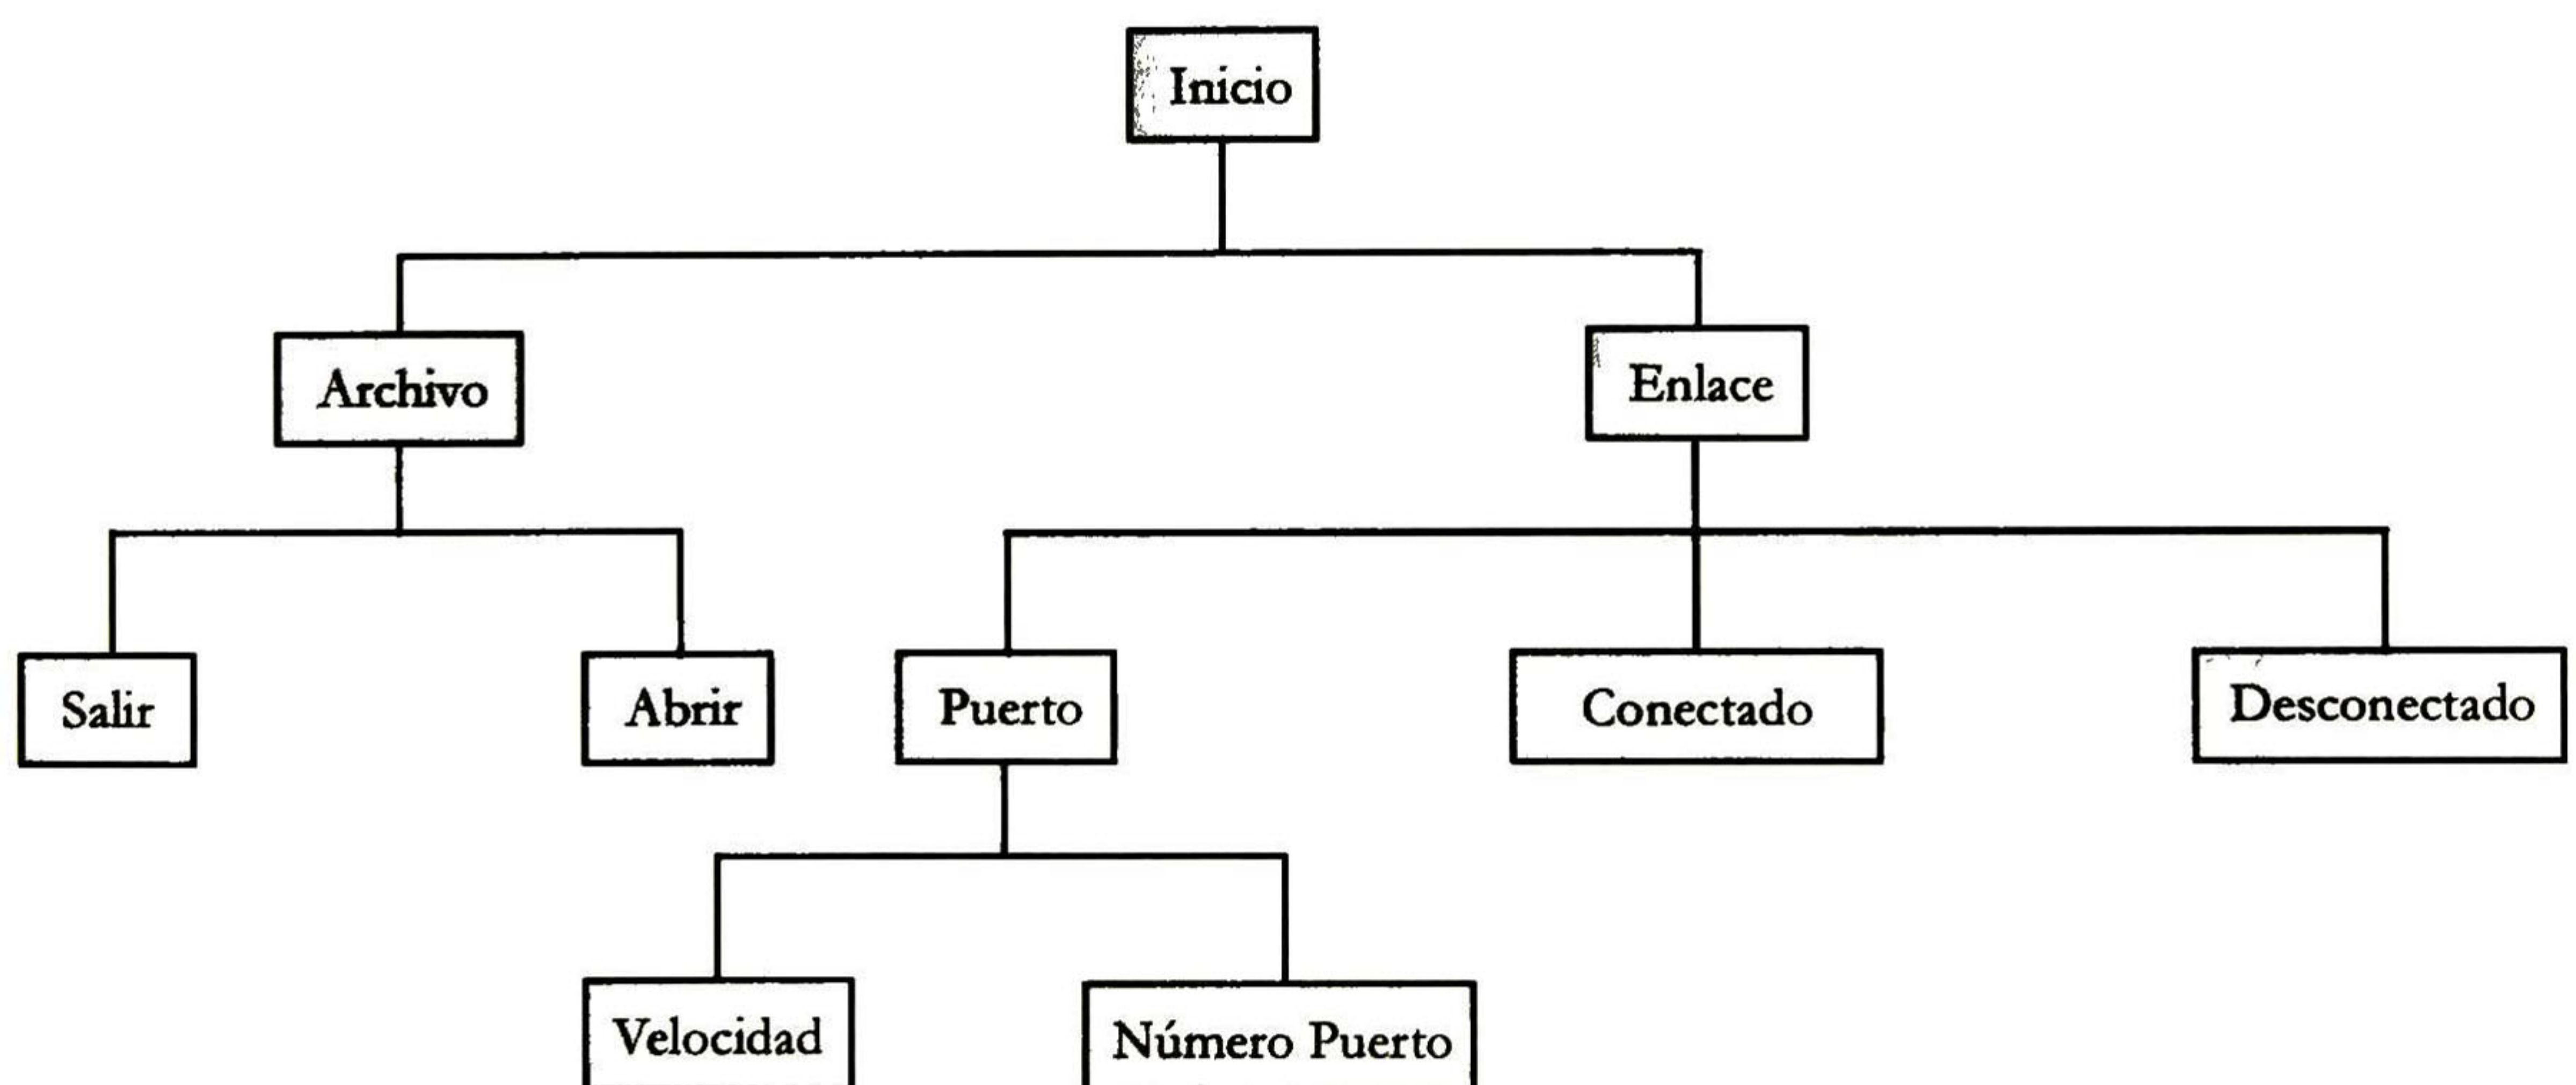 Inicio
Archivo
Enlace
Salir
Abrir
Puerto
Conectado
Desconectado
Velocidad
Número Puerto